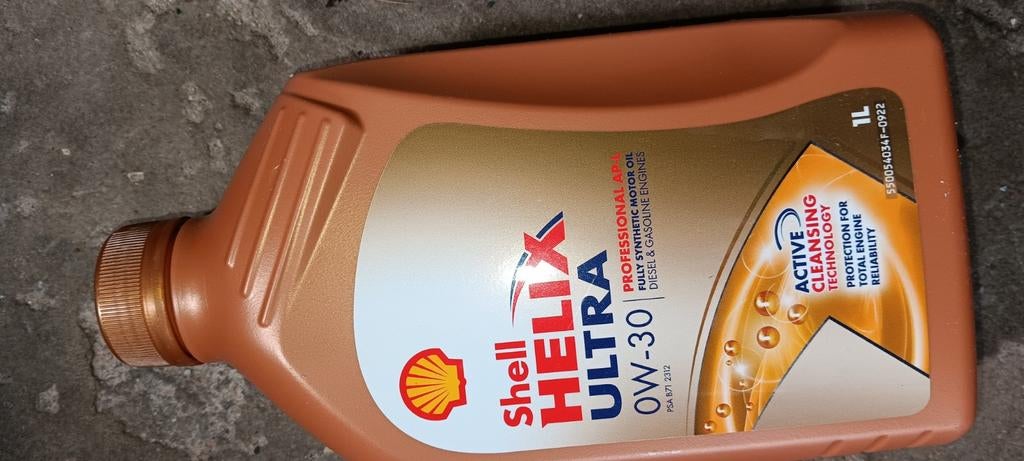 Shell
HELIX
ULTRA
0W-30
PROFESSIONAL AP-L
FULLY SYNTHETIC MOTOR OIL
DIESEL & GASOLINE ENGINES
PSA B71 2312
ACTIVE
CLEANSING
TECHNOLOGY
PROTECTION FOR
TOTAL ENGINE
RELIABILITY
1L
550054034F-0922